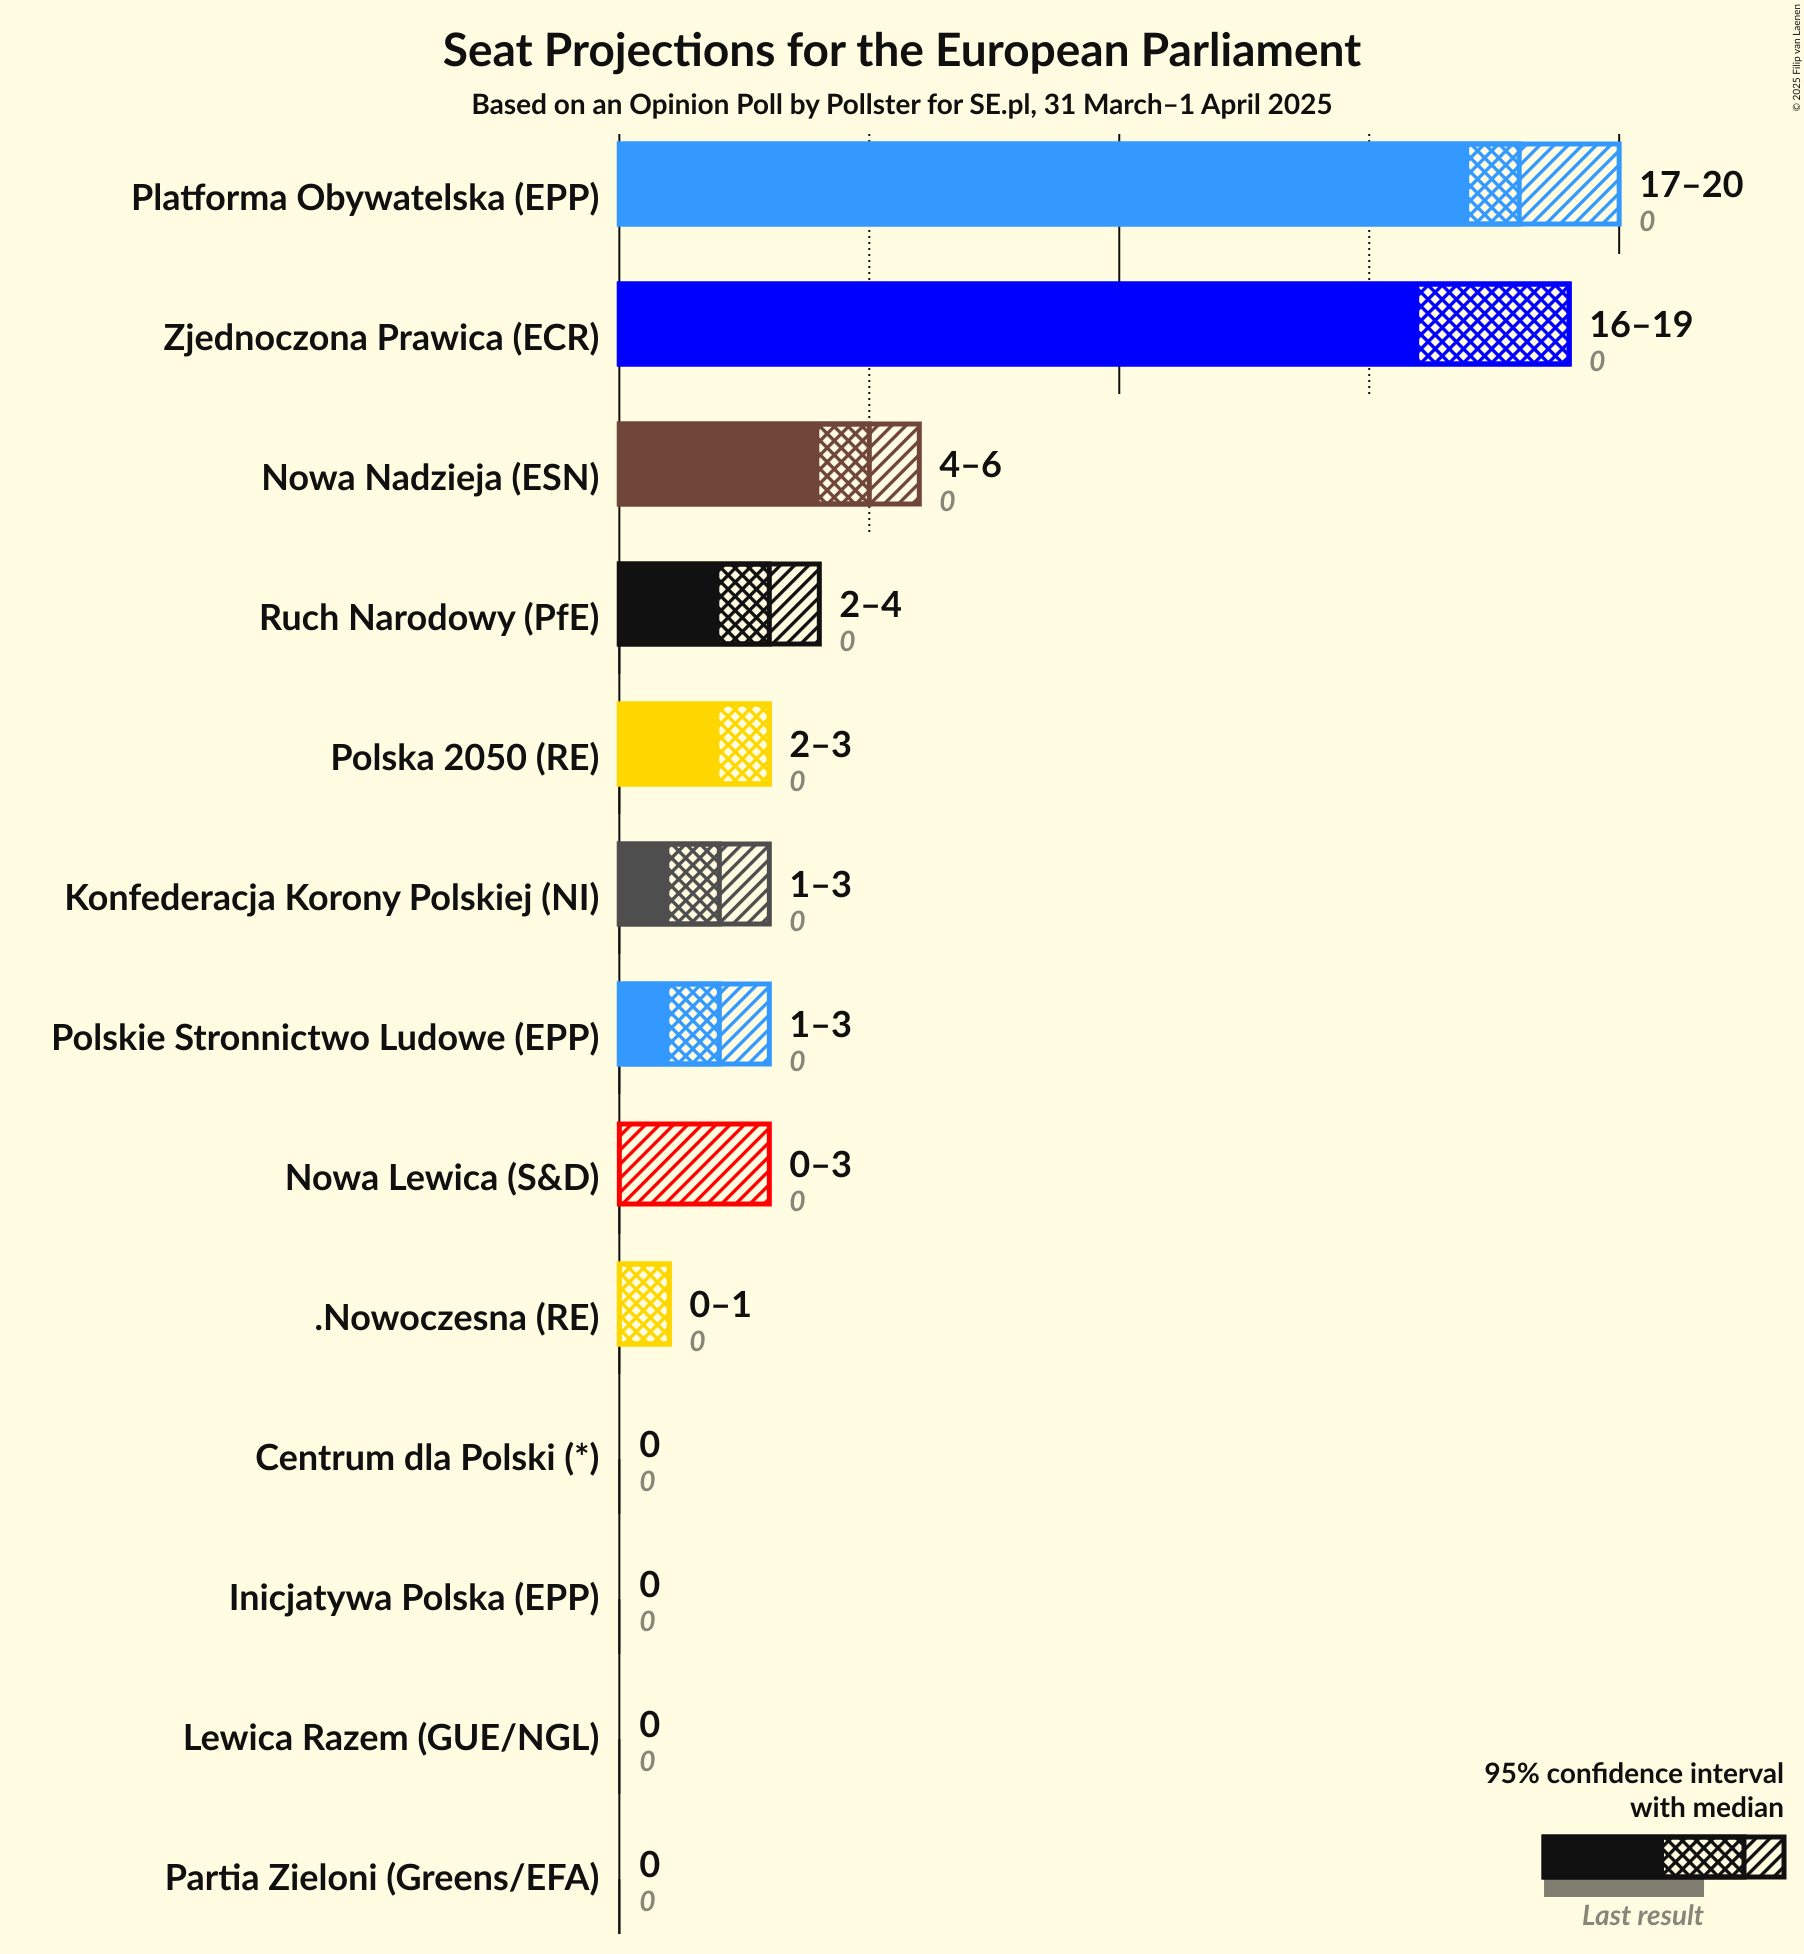 Seat Projections for the European Parliament
Based on an Opinion Poll by Pollster for SE.pl, 31 March–1 April 2025
© 2025 Filip van Laenen
Platforma Obywatelska (EPP)
17–20
0
Zjednoczona Prawica (ECR)
16–19
0
Nowa Nadzieja (ESN)
4–6
0
Ruch Narodowy (PfE)
2–4
0
Polska 2050 (RE)
2–3
0
Konfederacja Korony Polskiej (NI)
1–3
0
Polskie Stronnictwo Ludowe (EPP)
1–3
0
Nowa Lewica (S&D)
0–3
0
.Nowoczesna (RE)
0–1
0
Centrum dla Polski (*)
0
0
Inicjatywa Polska (EPP)
0
0
Lewica Razem (GUE/NGL)
0
0
Partia Zieloni (Greens/EFA)
0
0
95% confidence interval
with median
Last result